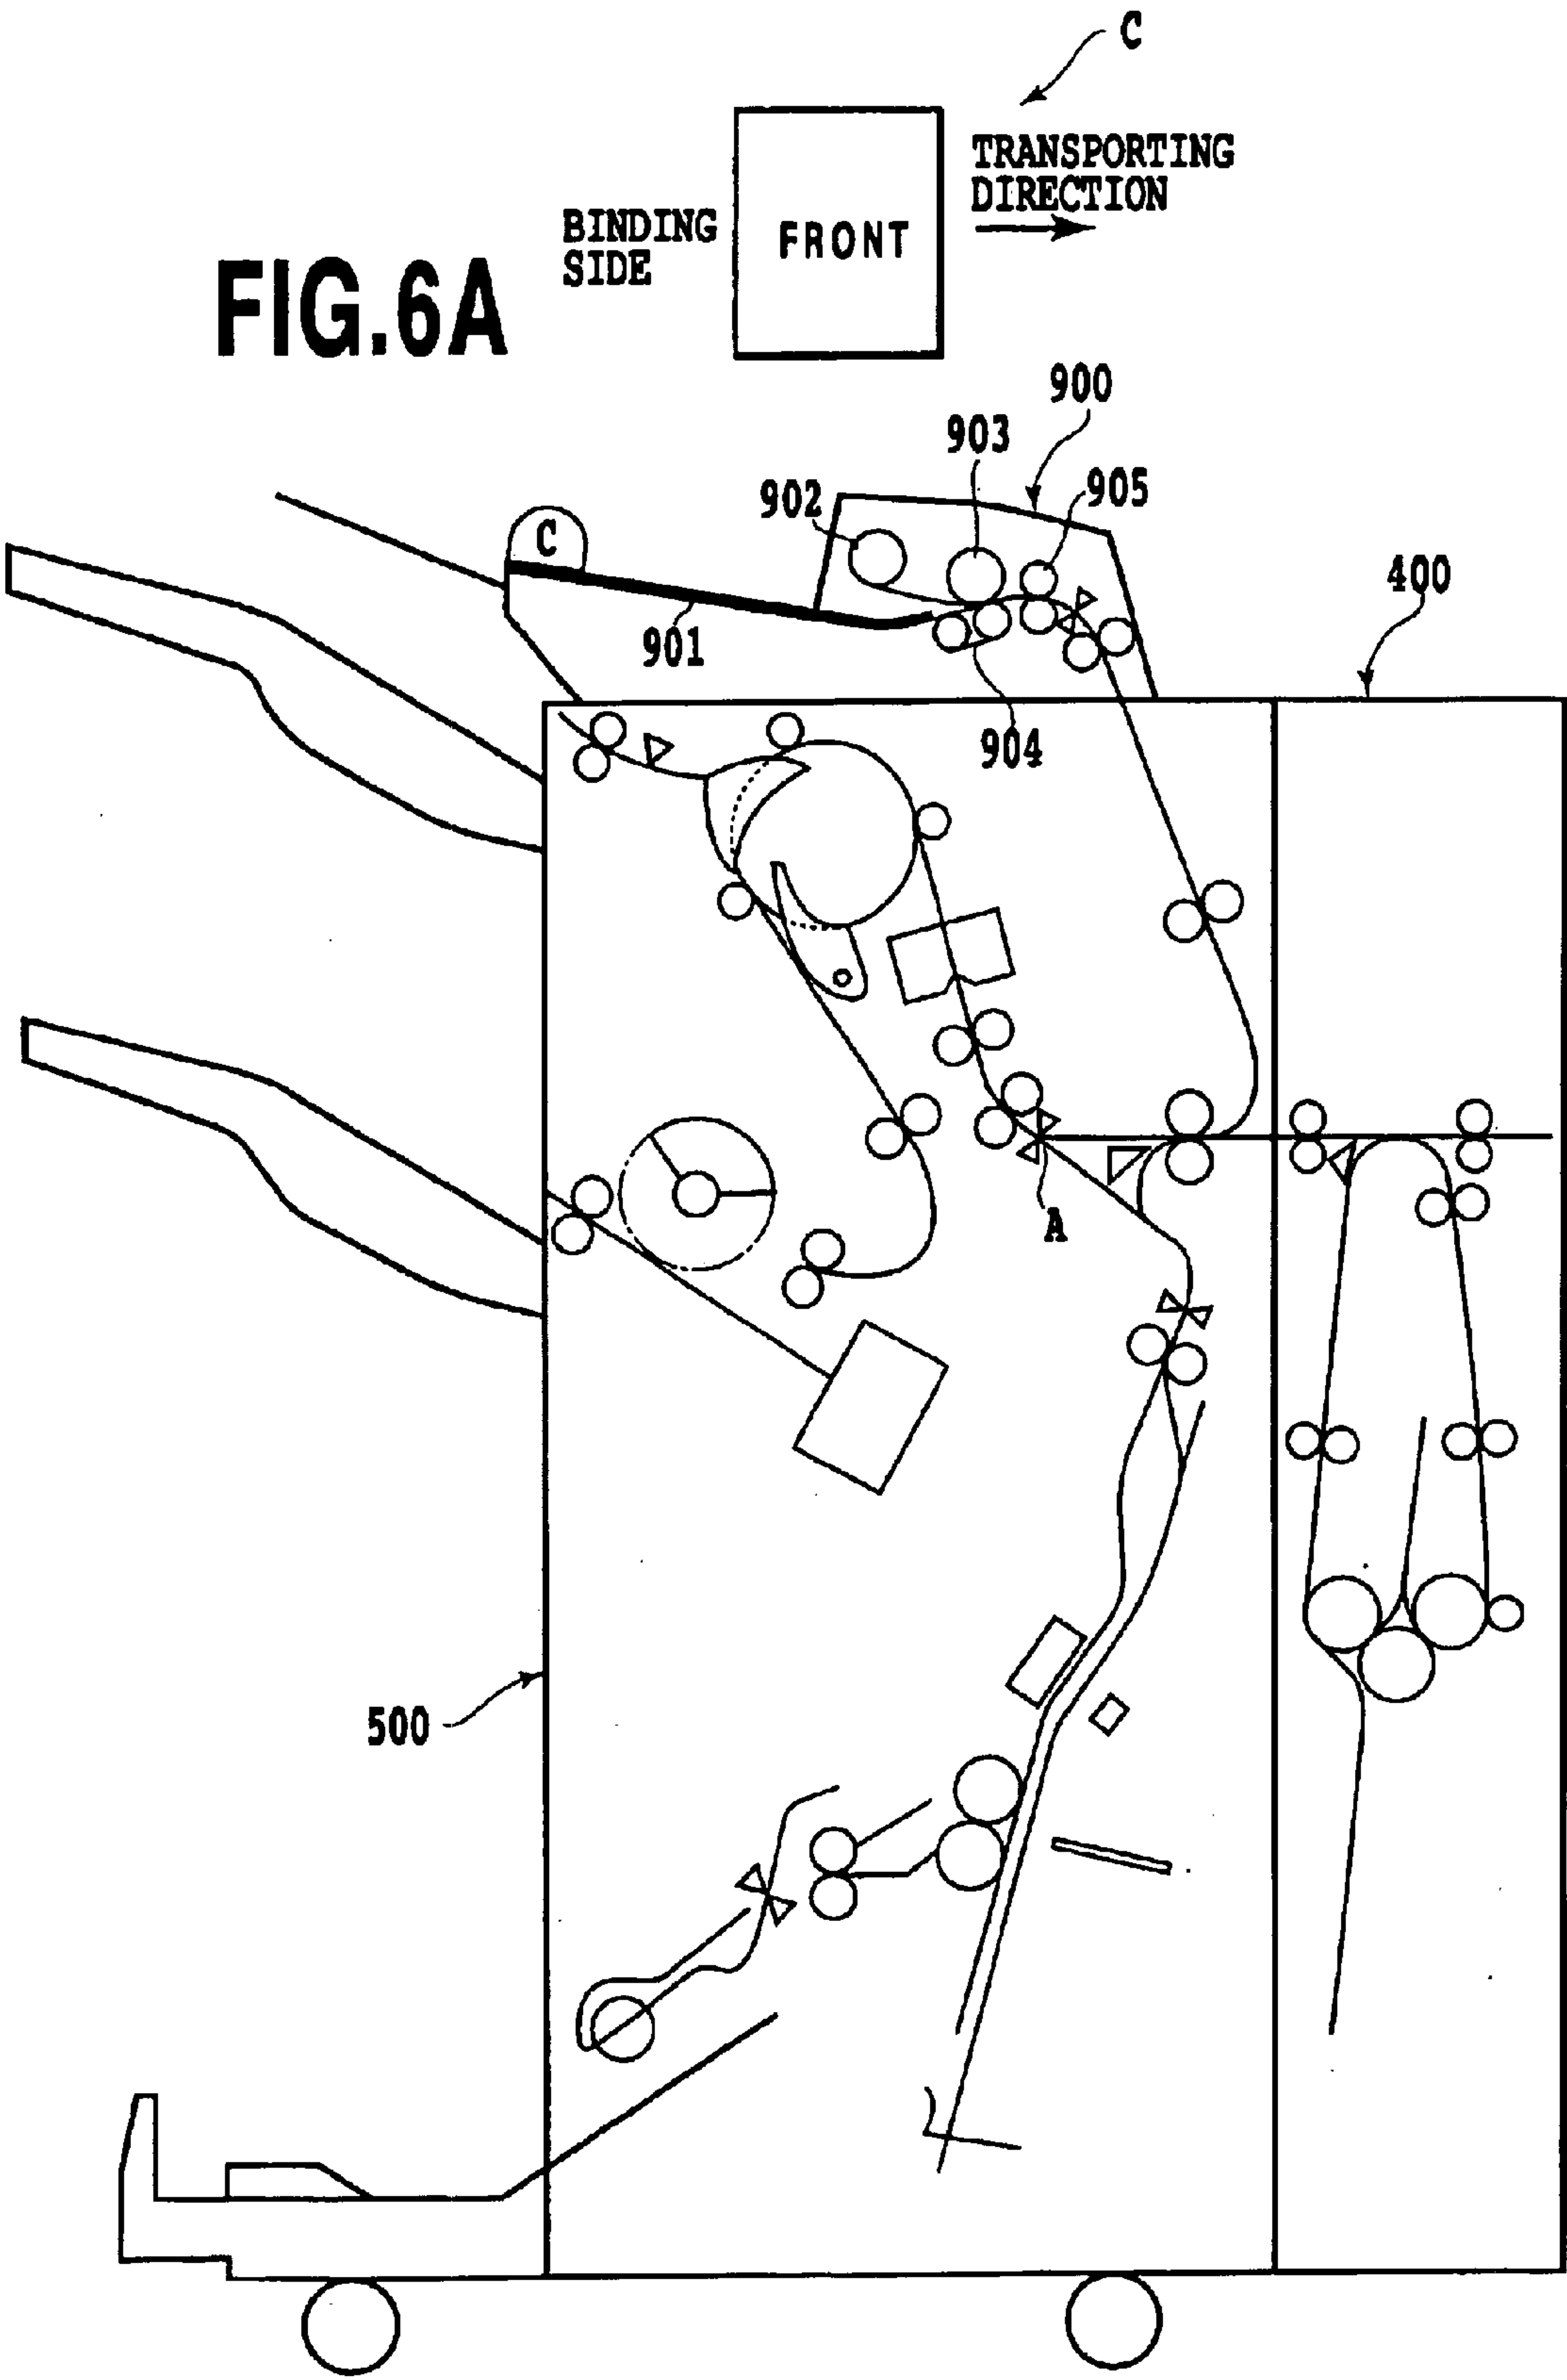 C
TRANSPORTING
DIRECTION
BINDING
SIDE
FRONT
FIG.6A
900
903
905
902
C
400
901
904
A
500